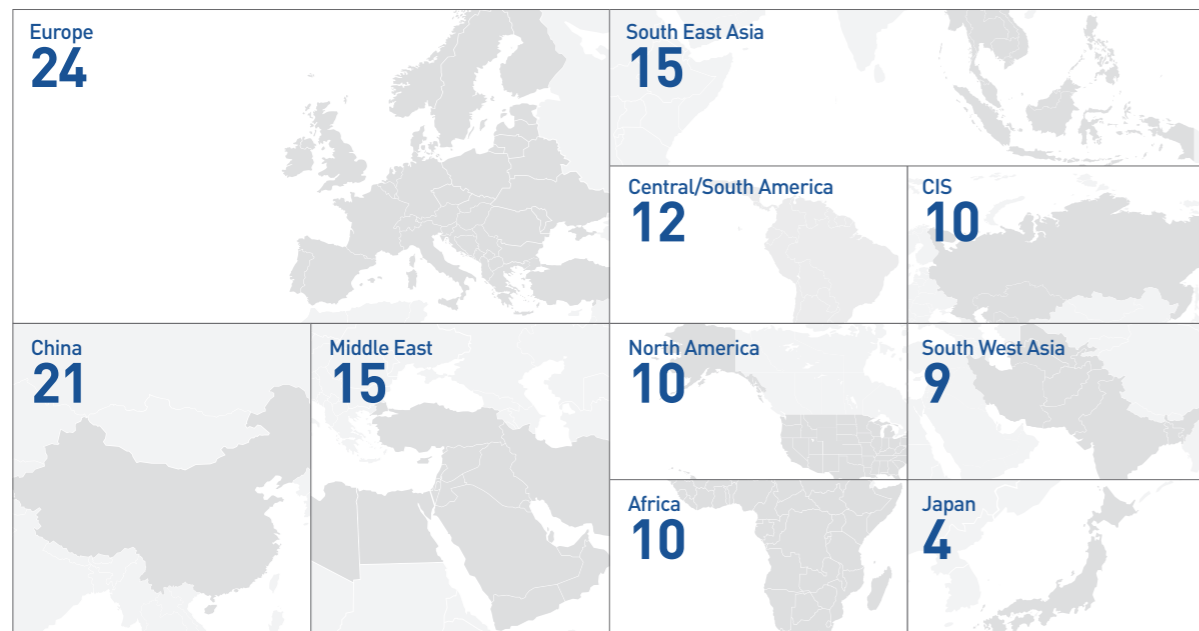 Europe
24
South East Asia
15
Central/South America
12
CIS
10
China
21
Middle East
15
North America
10
South West Asia
9
Africa
10
Japan
4